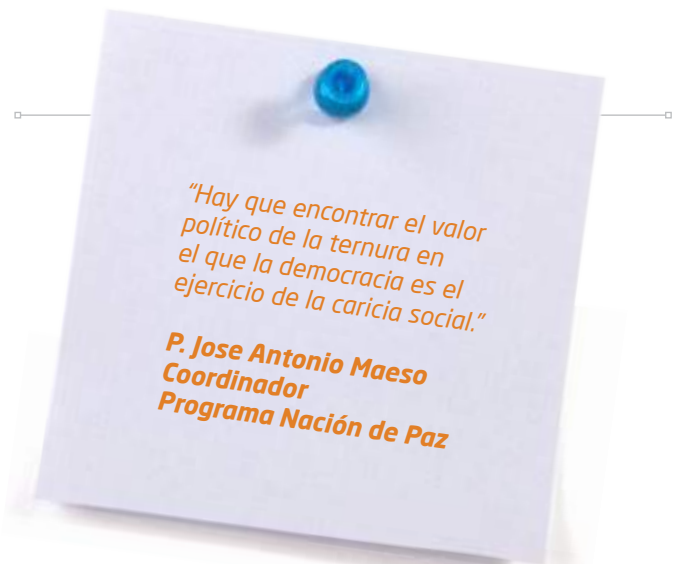 “Hay que encontrar el valor
político de la ternura en
el que la democracia es el
ejercicio de la caricia social.”
P. Jose Antonio Maeso
Coordinador
Programa Nación de Paz